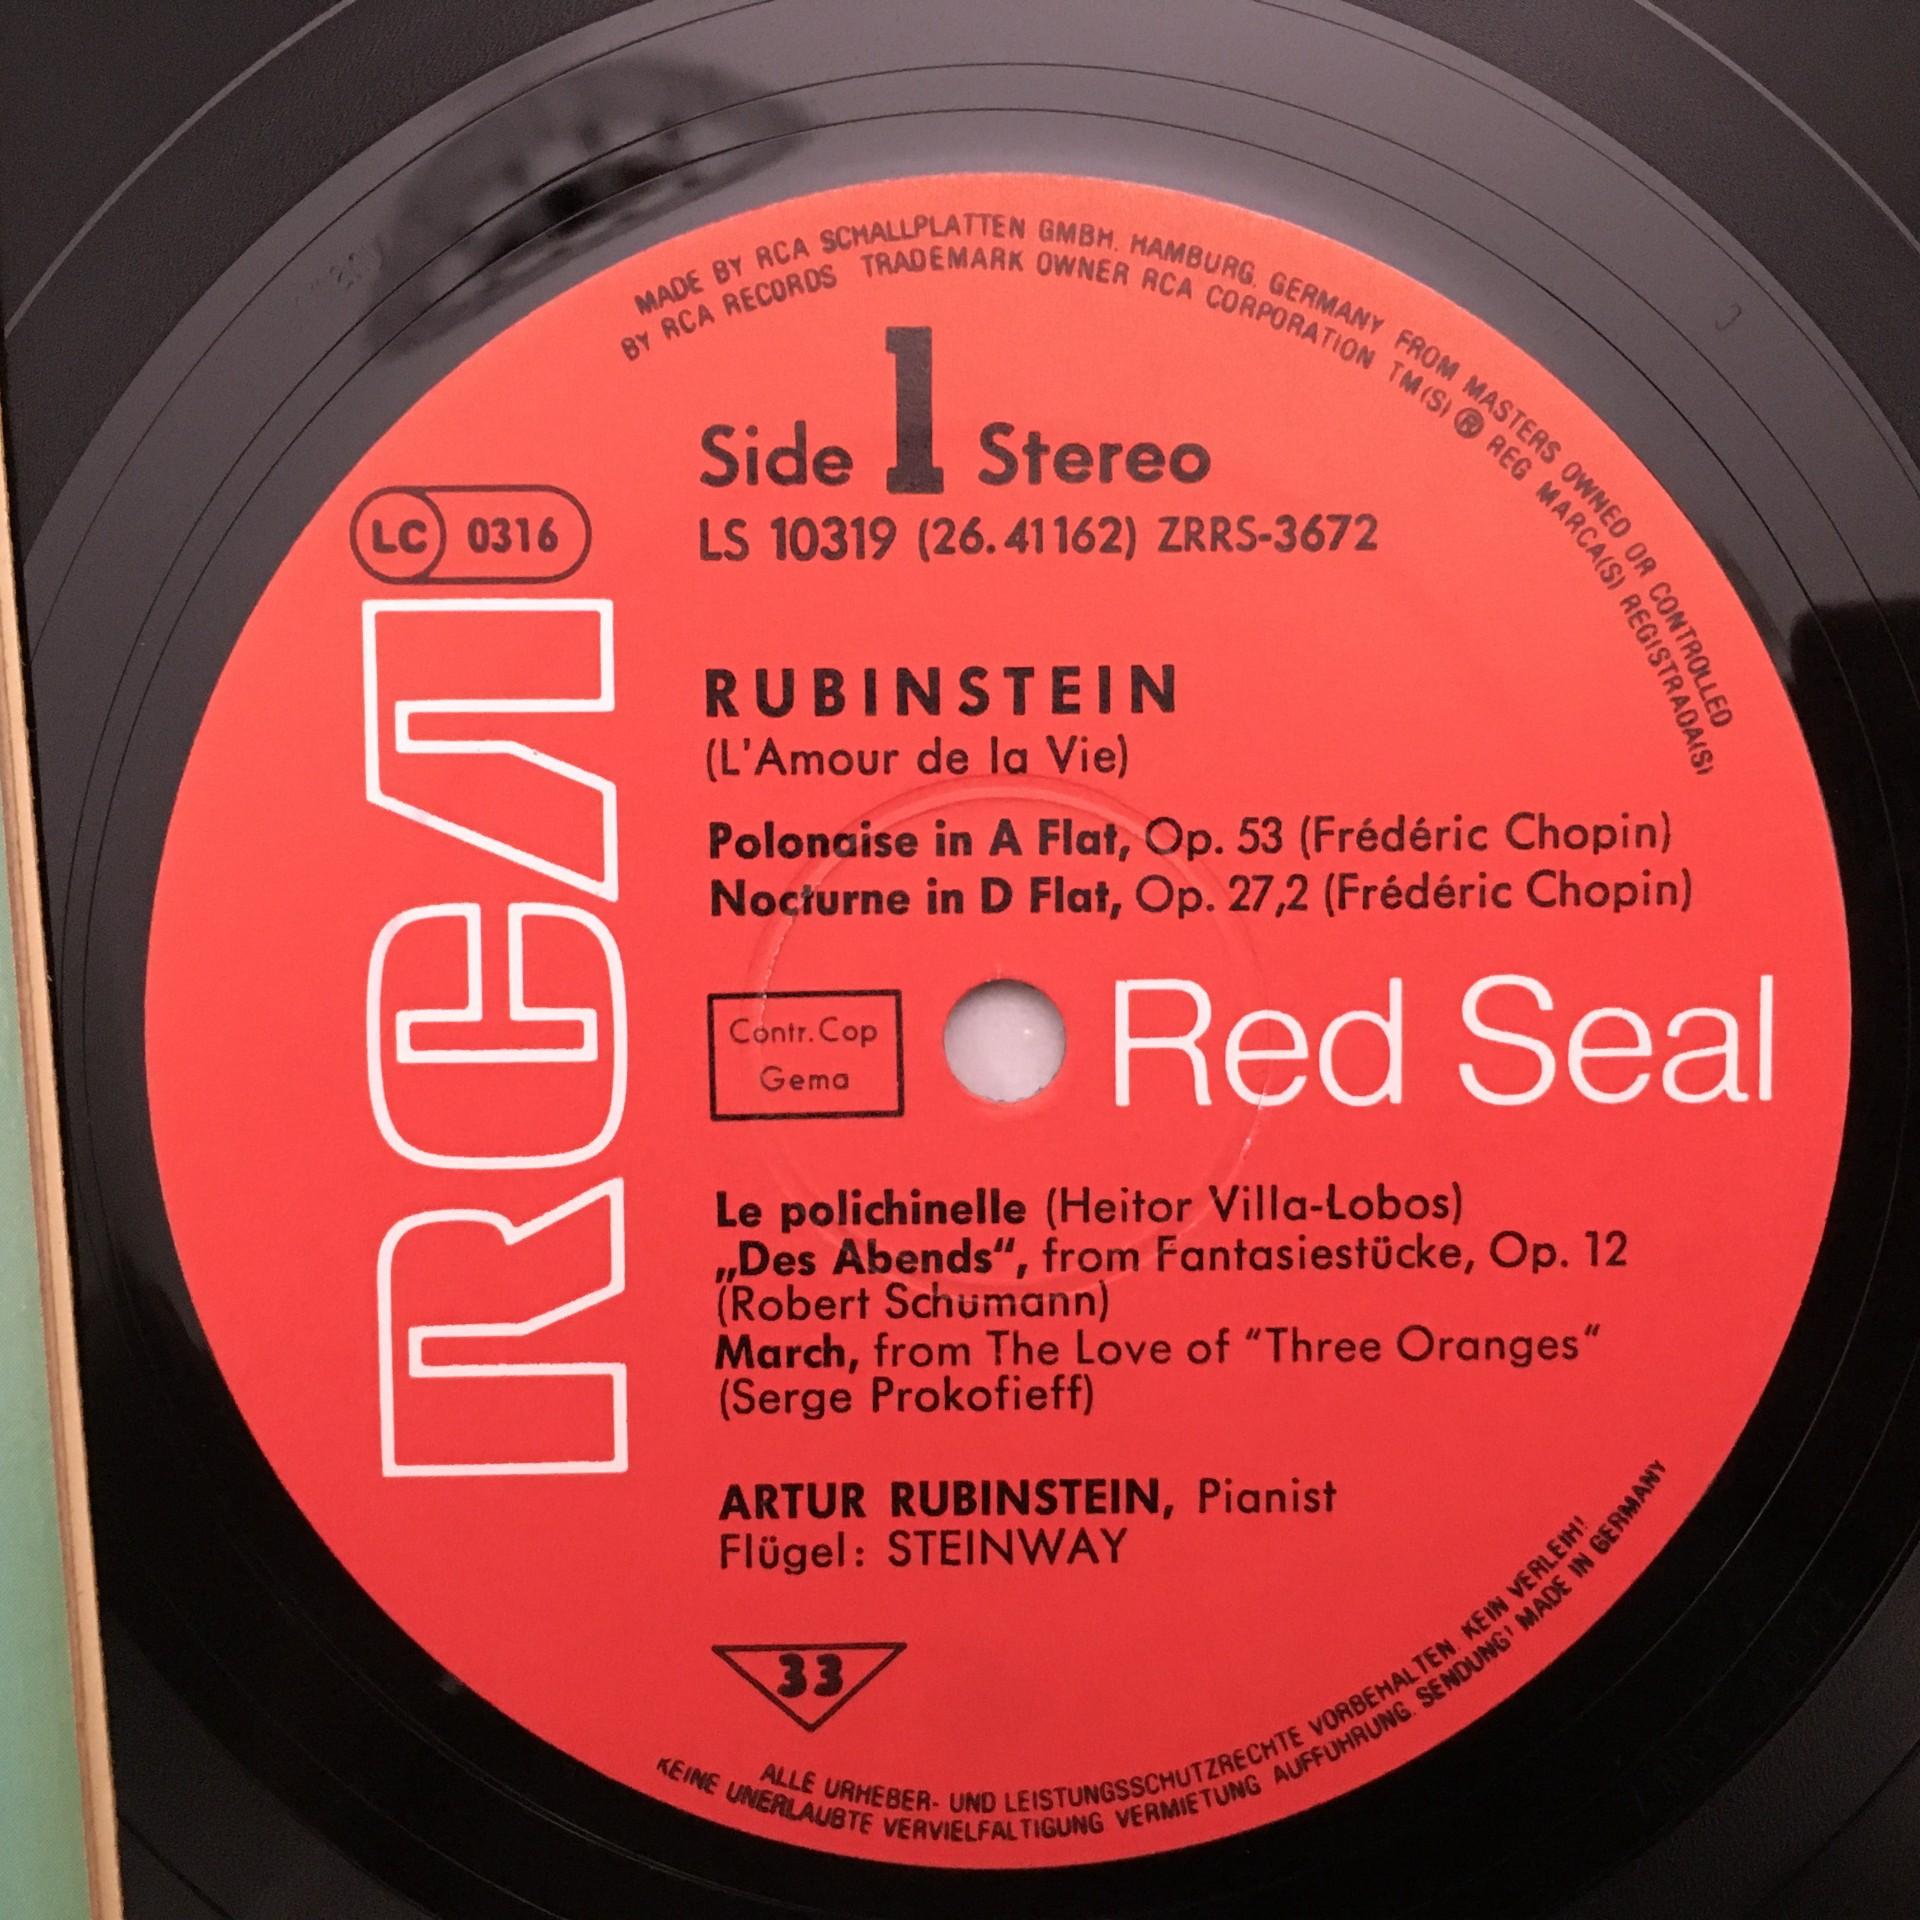 MADE BY RCA SCHALLPLATTEN GMBH. HAMBURG. GERMANY FROM MASTERS OWNED OR CONTROLLED
BY RCA RECORDS TRADEMARK OWNER RCA CORPORATION TM(S) ® REG MARCA(S) REGISTRADA(S)
Side 1 Stereo
LC 0316
LS 10319 (26.41162) ZRRS-3672
RCA
RUBINSTEIN
(L'Amour de la Vie)
Polonaise in A Flat, Op. 53 (Frédéric Chopin)
Nocturne in D Flat, Op. 27,2 (Frédéric Chopin)
Contr. Cop
Gema
Red Seal
Le polichinelle (Heitor Villa-Lobos)
„Des Abends“, from Fantasiestücke, Op. 12
(Robert Schumann)
March, from The Love of “Three Oranges“
(Serge Prokofieff)
ARTUR RUBINSTEIN, Pianist
Flügel: STEINWAY
33
ALLE URHEBER- UND LEISTUNGSSCHUTZRECHTE VORBEHALTEN. KEIN VERLEIH!
KEINE UNERLAUBTE VERVIELFALTIGUNG VERMIETUNG AUFFUHRUNG. SENDUNG! MADE IN GERMANY